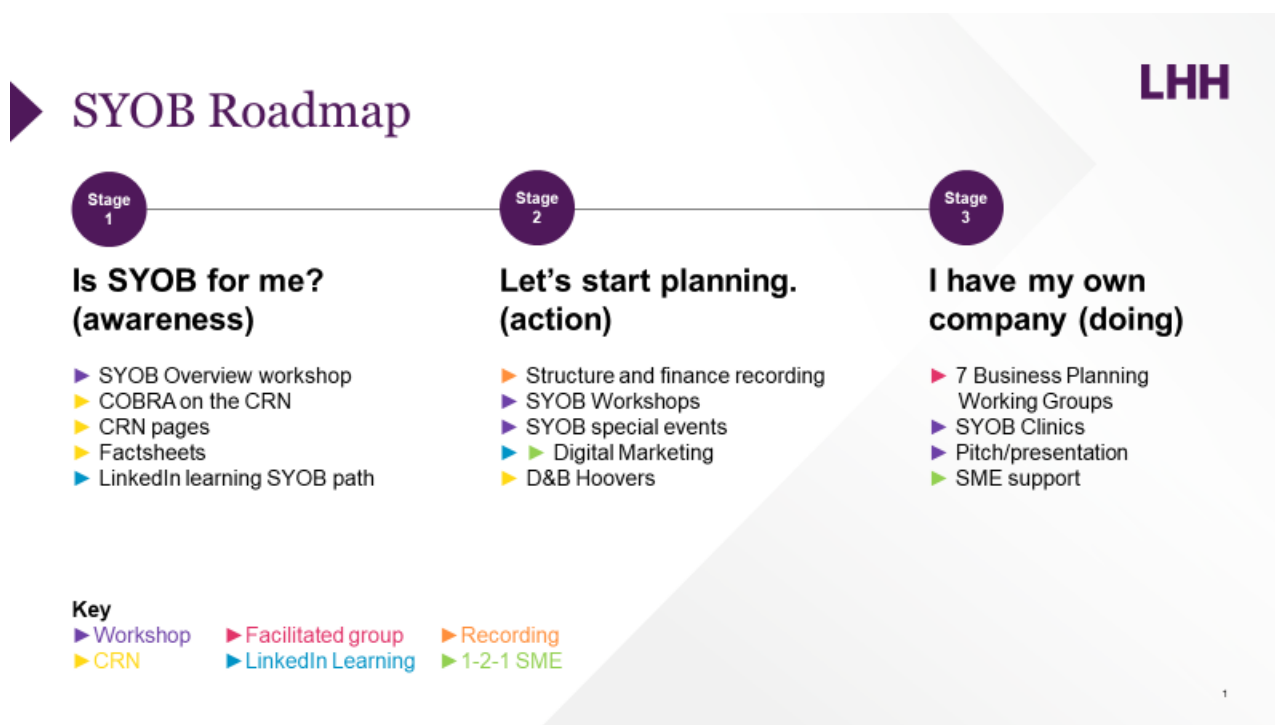 LHH
SYOB Roadmap
Stage
1
Stage
2
Stage
3
Is SYOB for me?
(awareness)
► SYOB Overview workshop
► COBRA on the CRN
► CRN pages
► Factsheets
► LinkedIn learning SYOB path
Let's start planning.
(action)
► Structure and finance recording
► SYOB Workshops
► SYOB special events
► ► Digital Marketing
► D&B Hoovers
I have my own
company (doing)
► 7 Business Planning
Working Groups
► SYOB Clinics
► Pitch/presentation
► SME support
Key
►Workshop ►Facilitated group ►Recording
►CRN ►LinkedIn Learning ►1-2-1 SME
1